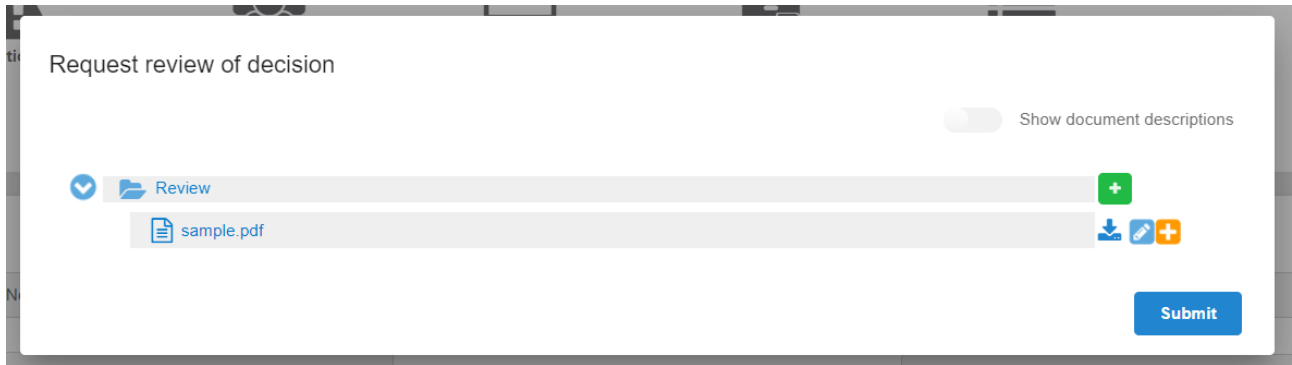 Request review of decision
Show document descriptions
Review
sample.pdf
Submit